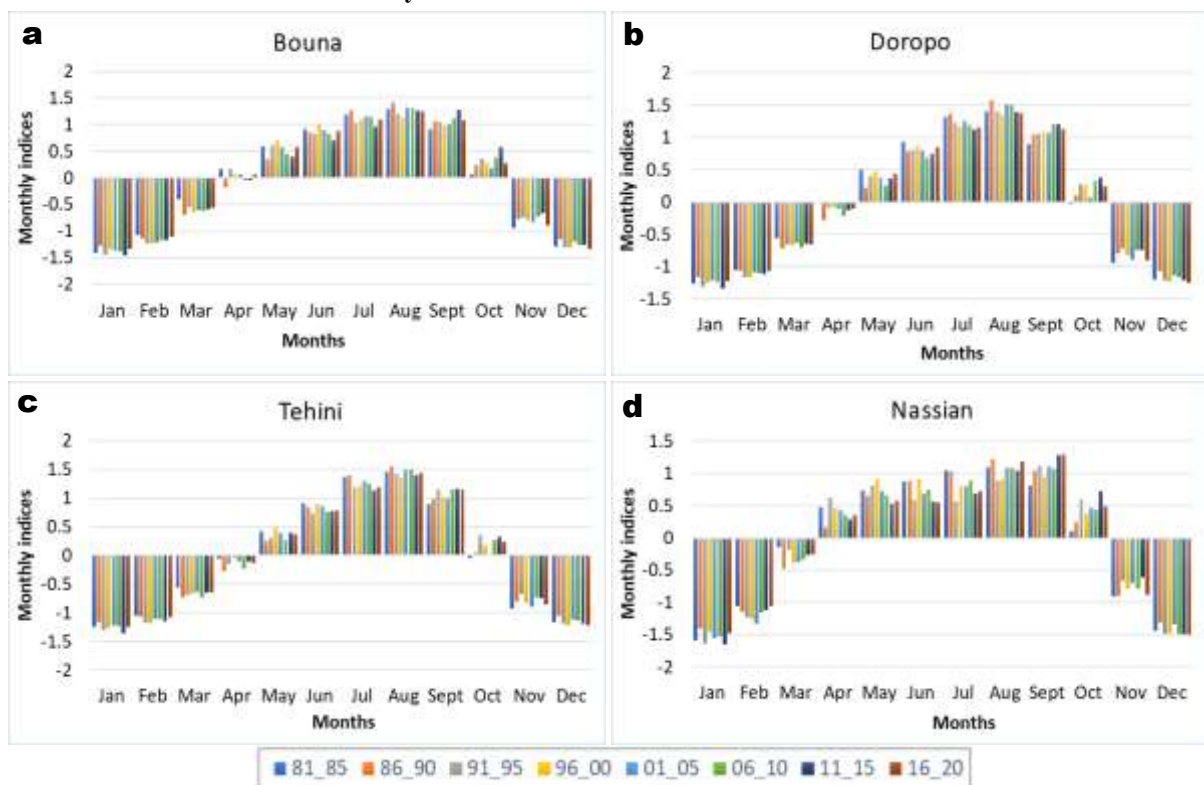 a
Bouna
Monthly indices
2
1.5
1
0.5
0
-0.5
-1
-1.5
-2
Jan Feb Mar Apr May Jun Jul Aug Sept Oct Nov Dec
Months
b
Doropo
Monthly indices
2
1.5
1
0.5
0
-0.5
-1
-1.5
Jan Feb Mar Apr May Jun Jul Aug Sept Oct Nov Dec
Months
c
Tehini
Monthly indices
2
1.5
1
0.5
0
-0.5
-1
-1.5
-2
Jan Feb Mar Apr May Jun Jul Aug Sept Oct Nov Dec
Months
d
Nassian
Monthly indices
1.5
1
0.5
0
-0.5
-1
-1.5
-2
Jan Feb Mar Apr May Jun Jul Aug Sept Oct Nov Dec
Months
81_85 86_90 91_95 96_00 01_05 06_10 11_15 16_20